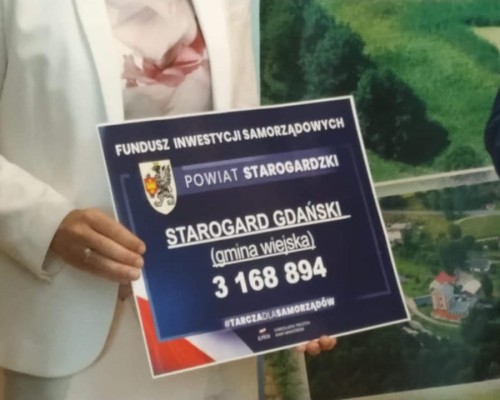 FUNDUSZ INWESTYCJI SAMORZĄDOWYCH
POWIAT STAROGARDZKI
STAROGARD GDAŃSKI
(gmina wiejska)
3 168 894
#TARCZADLASAMORZĄDÓW